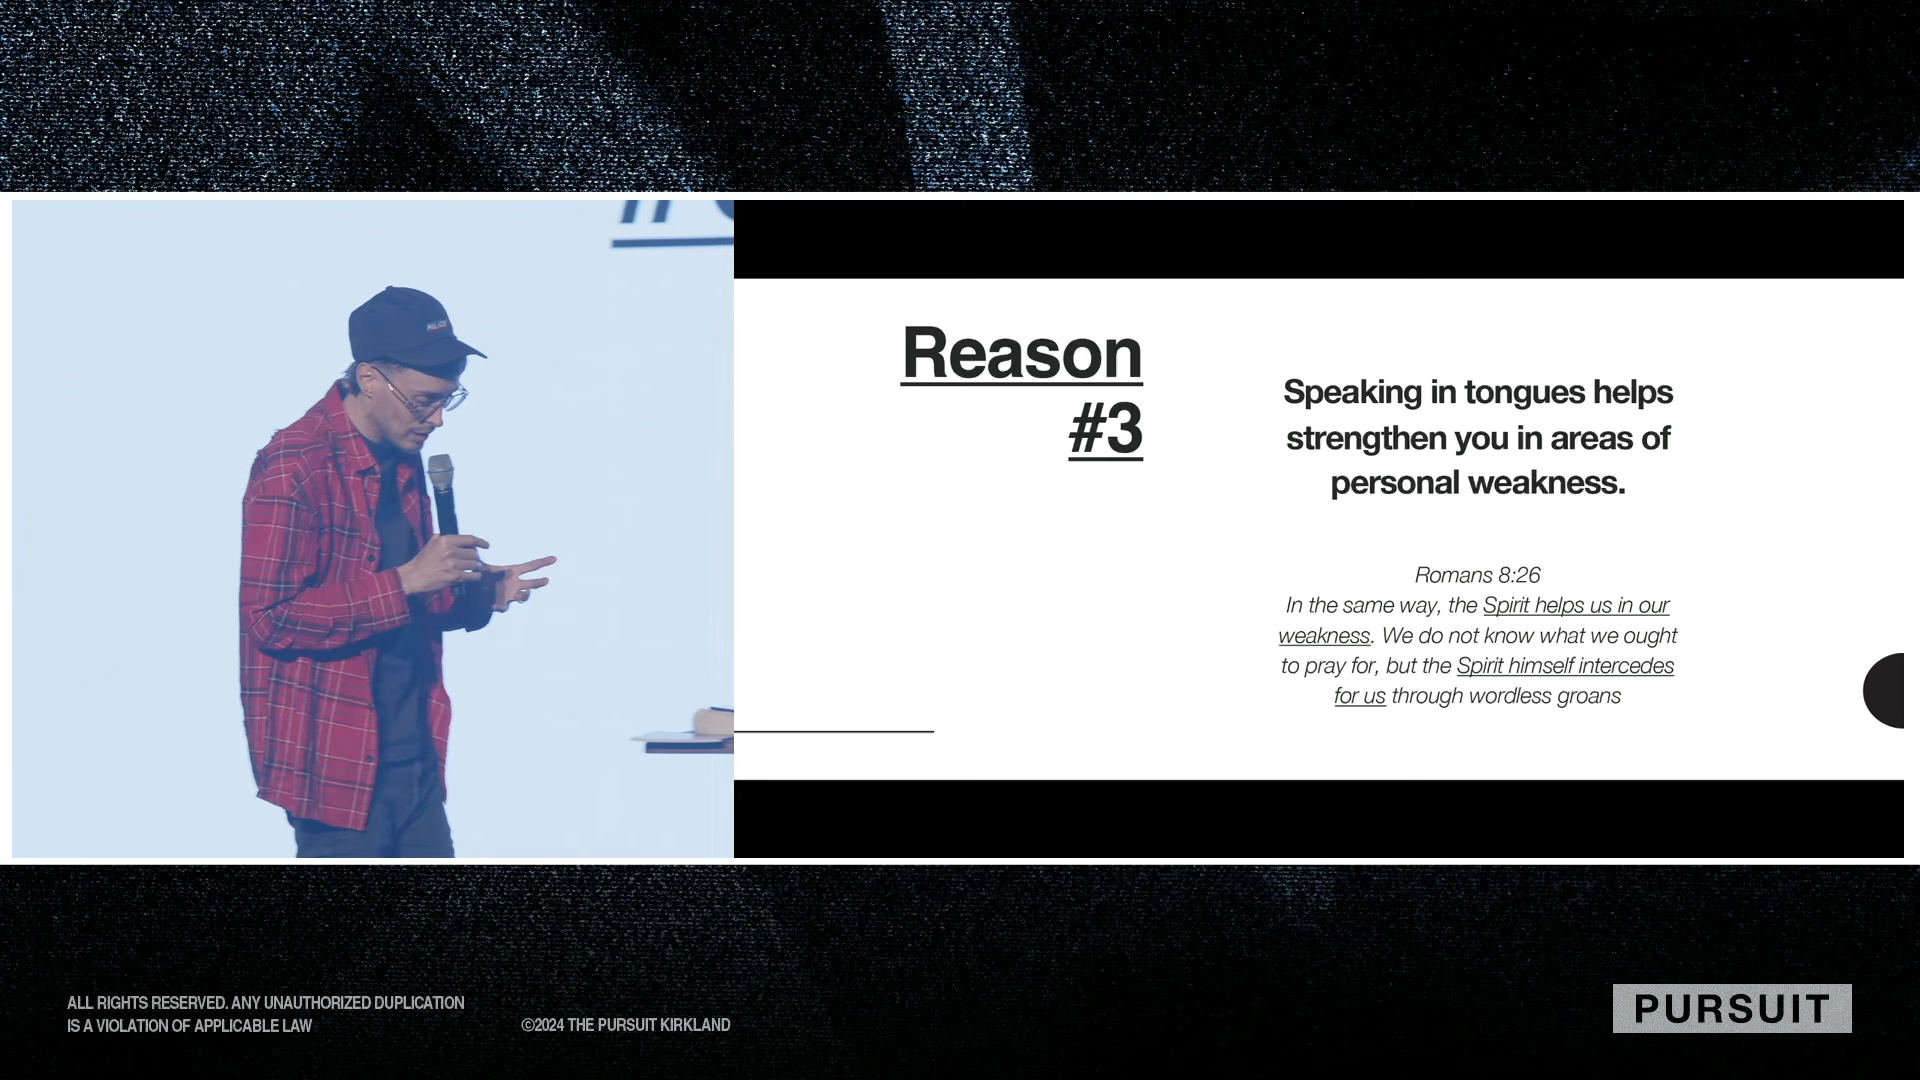 Reason
#3
Speaking in tongues helps
strengthen you in areas of
personal weakness.
Romans 8:26
In the same way, the Spirit helps us in our
weakness. We do not know what we ought
to pray for, but the Spirit himself intercedes
for us through wordless groans
ALL RIGHTS RESERVED. ANY UNAUTHORIZED DUPLICATION
IS A VIOLATION OF APPLICABLE LAW
©2024 THE PURSUIT KIRKLAND
PURSUIT